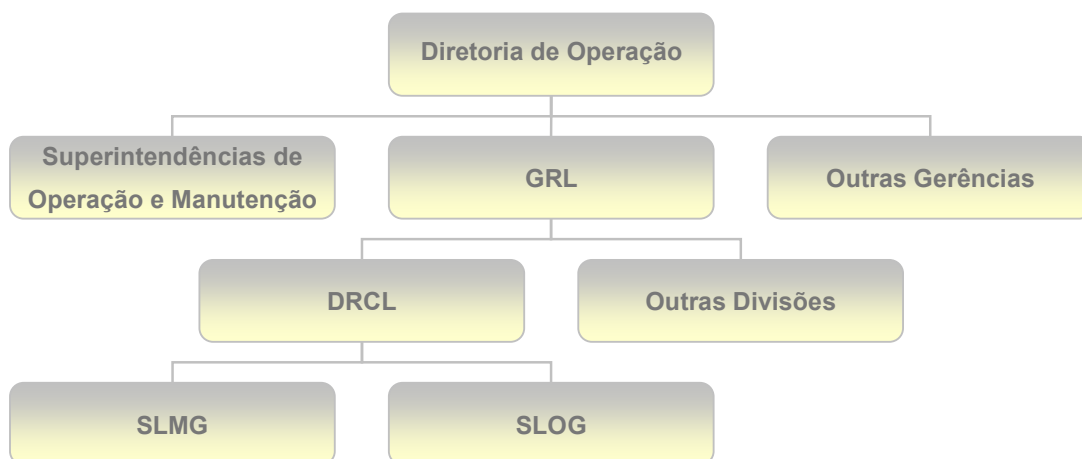 Diretoria de Operação
Superintendências de
Operação e Manutenção
GRL
Outras Gerências
DRCL
Outras Divisões
SLMG
SLOG